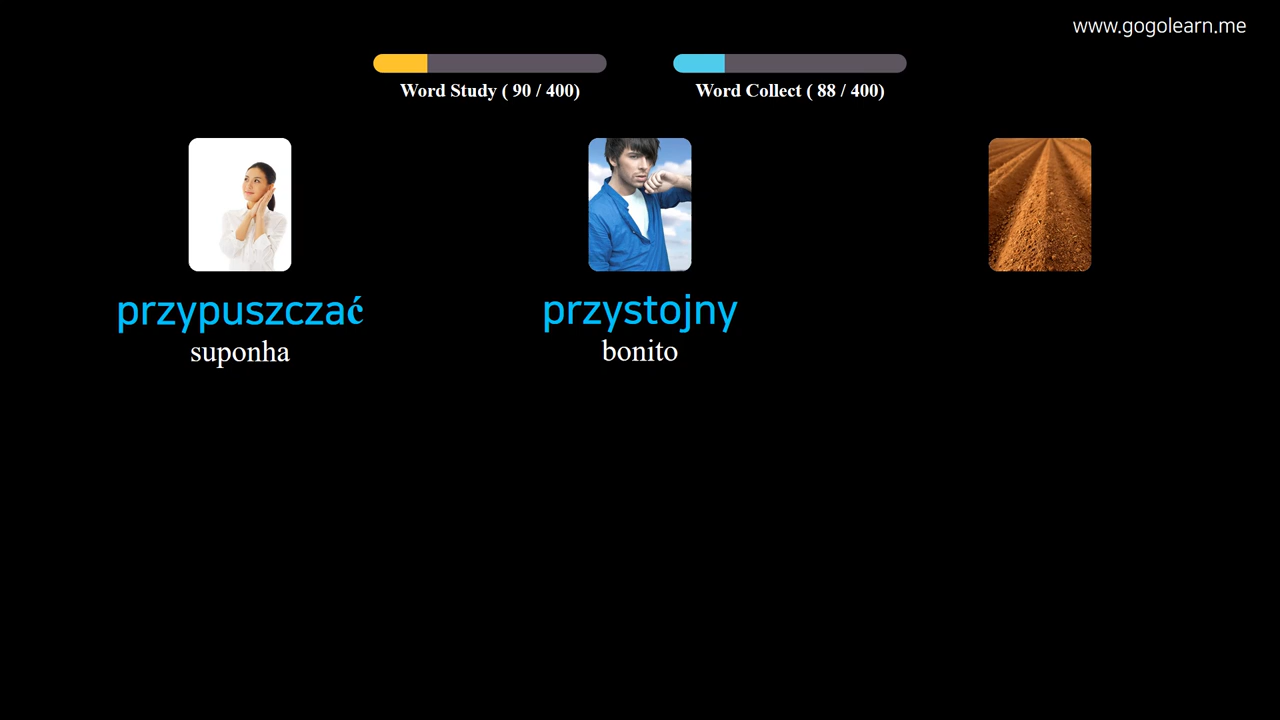 www.gogolearn.me
Word Study ( 90 / 400)
Word Collect ( 88 / 400)
przypuszczać
przystojny
suponha
bonito